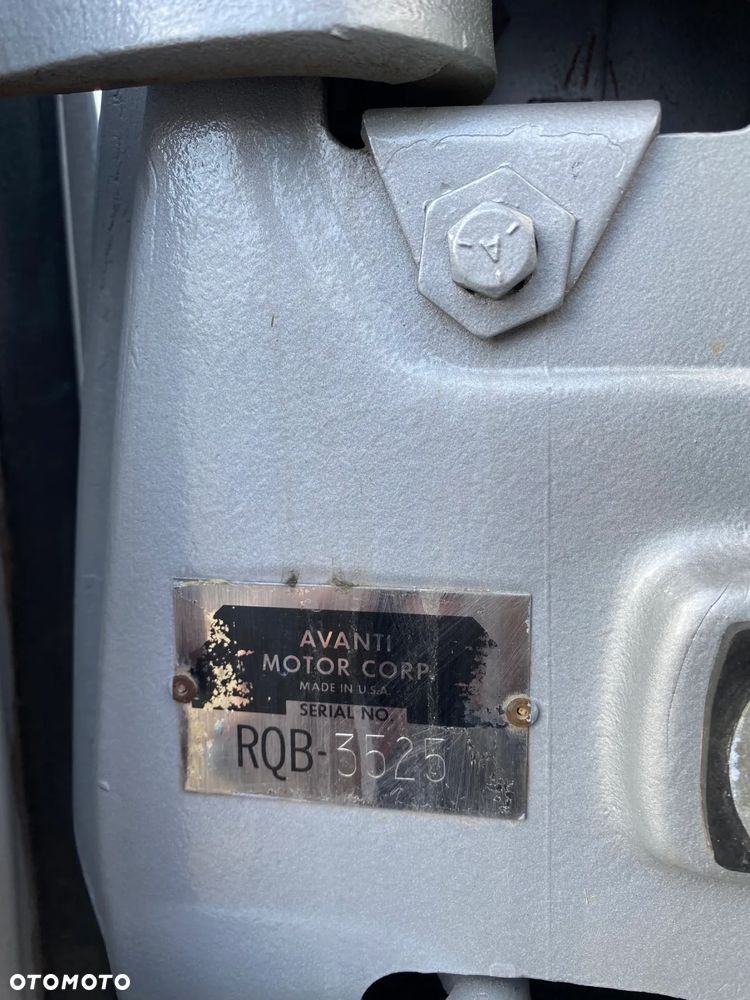 A
AVANTI
MOTOR CORP.
MADE IN U.S.A.
SERIAL NO.
RQB-3525
OTOMOTO